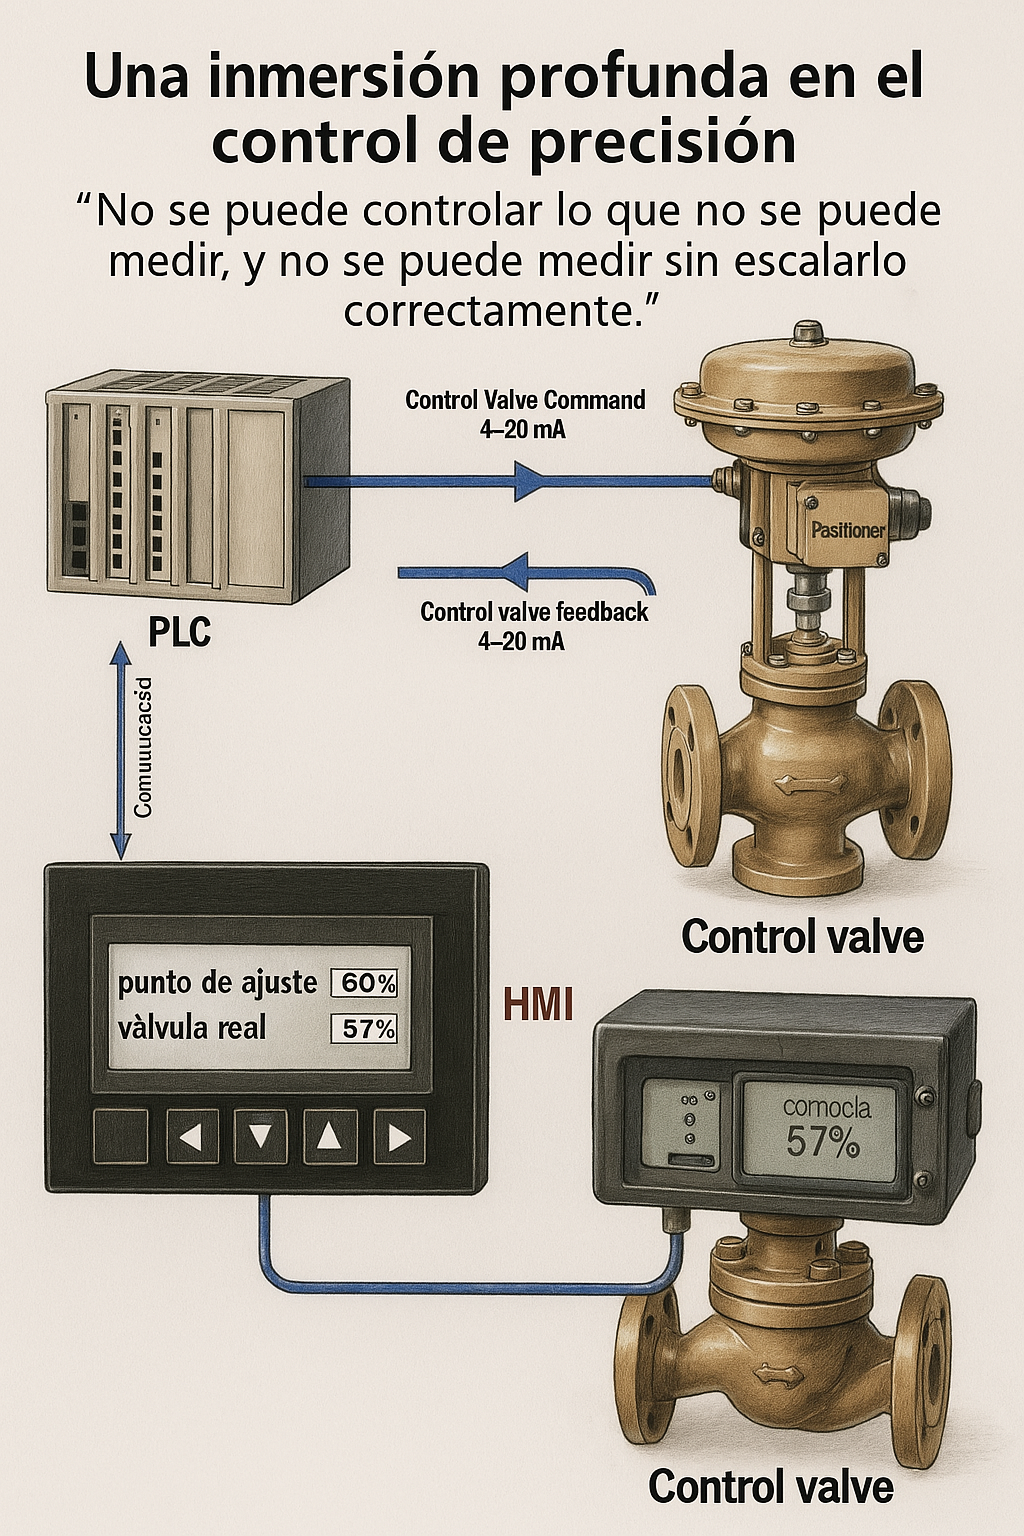 Una inmersión profunda en el
control de precisión
“No se puede controlar lo que no se puede
medir, y no se puede medir sin escalarlo
correctamente.”
Control Valve Command
4–20 mA
Pasitioner
Control valve feedback
4–20 mA
PLC
Control valve
punto de ajuste 60%
vàlvula real 57%
HMI
comocla
57%
Control valve